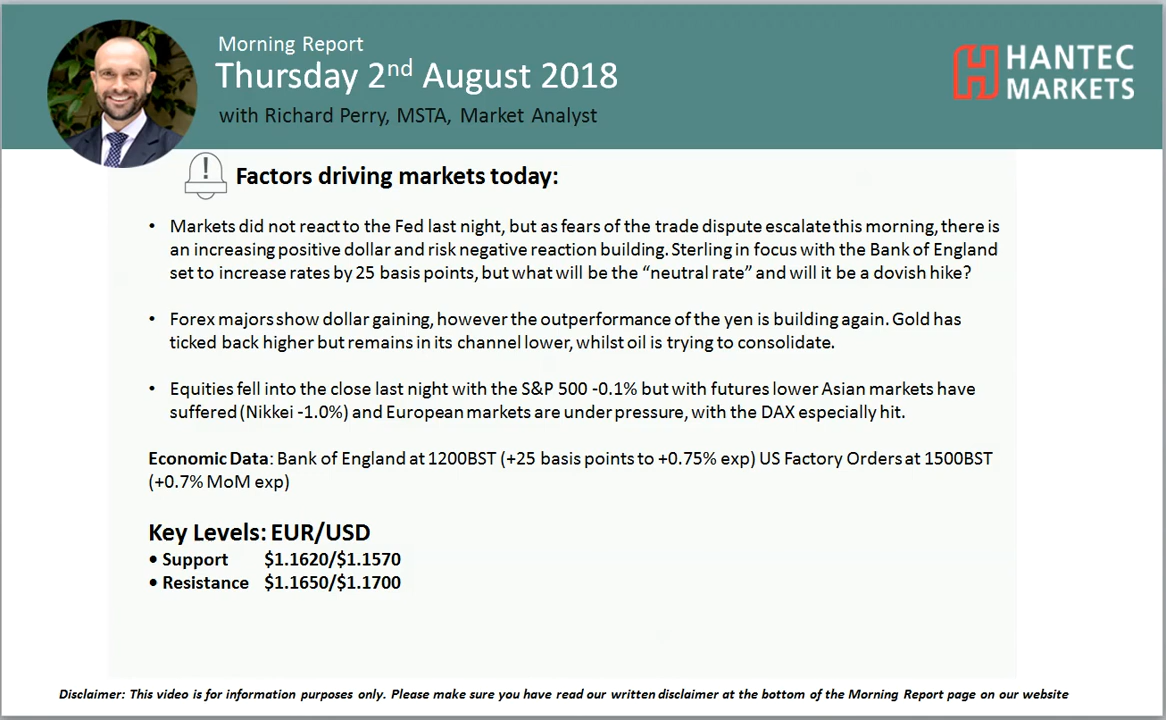 Morning Report
Thursday 2nd August 2018
with Richard Perry, MSTA, Market Analyst
HANTEC
MARKETS
Factors driving markets today:
• Markets did not react to the Fed last night, but as fears of the trade dispute escalate this morning, there is
an increasing positive dollar and risk negative reaction building. Sterling in focus with the Bank of England
set to increase rates by 25 basis points, but what will be the “neutral rate” and will it be a dovish hike?
• Forex majors show dollar gaining, however the outperformance of the yen is building again. Gold has
ticked back higher but remains in its channel lower, whilst oil is trying to consolidate.
• Equities fell into the close last night with the S&P 500 -0.1% but with futures lower Asian markets have
suffered (Nikkei -1.0%) and European markets are under pressure, with the DAX especially hit.
Economic Data: Bank of England at 1200BST (+25 basis points to +0.75% exp) US Factory Orders at 1500BST
(+0.7% MoM exp)
Key Levels: EUR/USD
• Support $1.1620/$1.1570
• Resistance $1.1650/$1.1700
Disclaimer: This video is for information purposes only. Please make sure you have read our written disclaimer at the bottom of the Morning Report page on our website